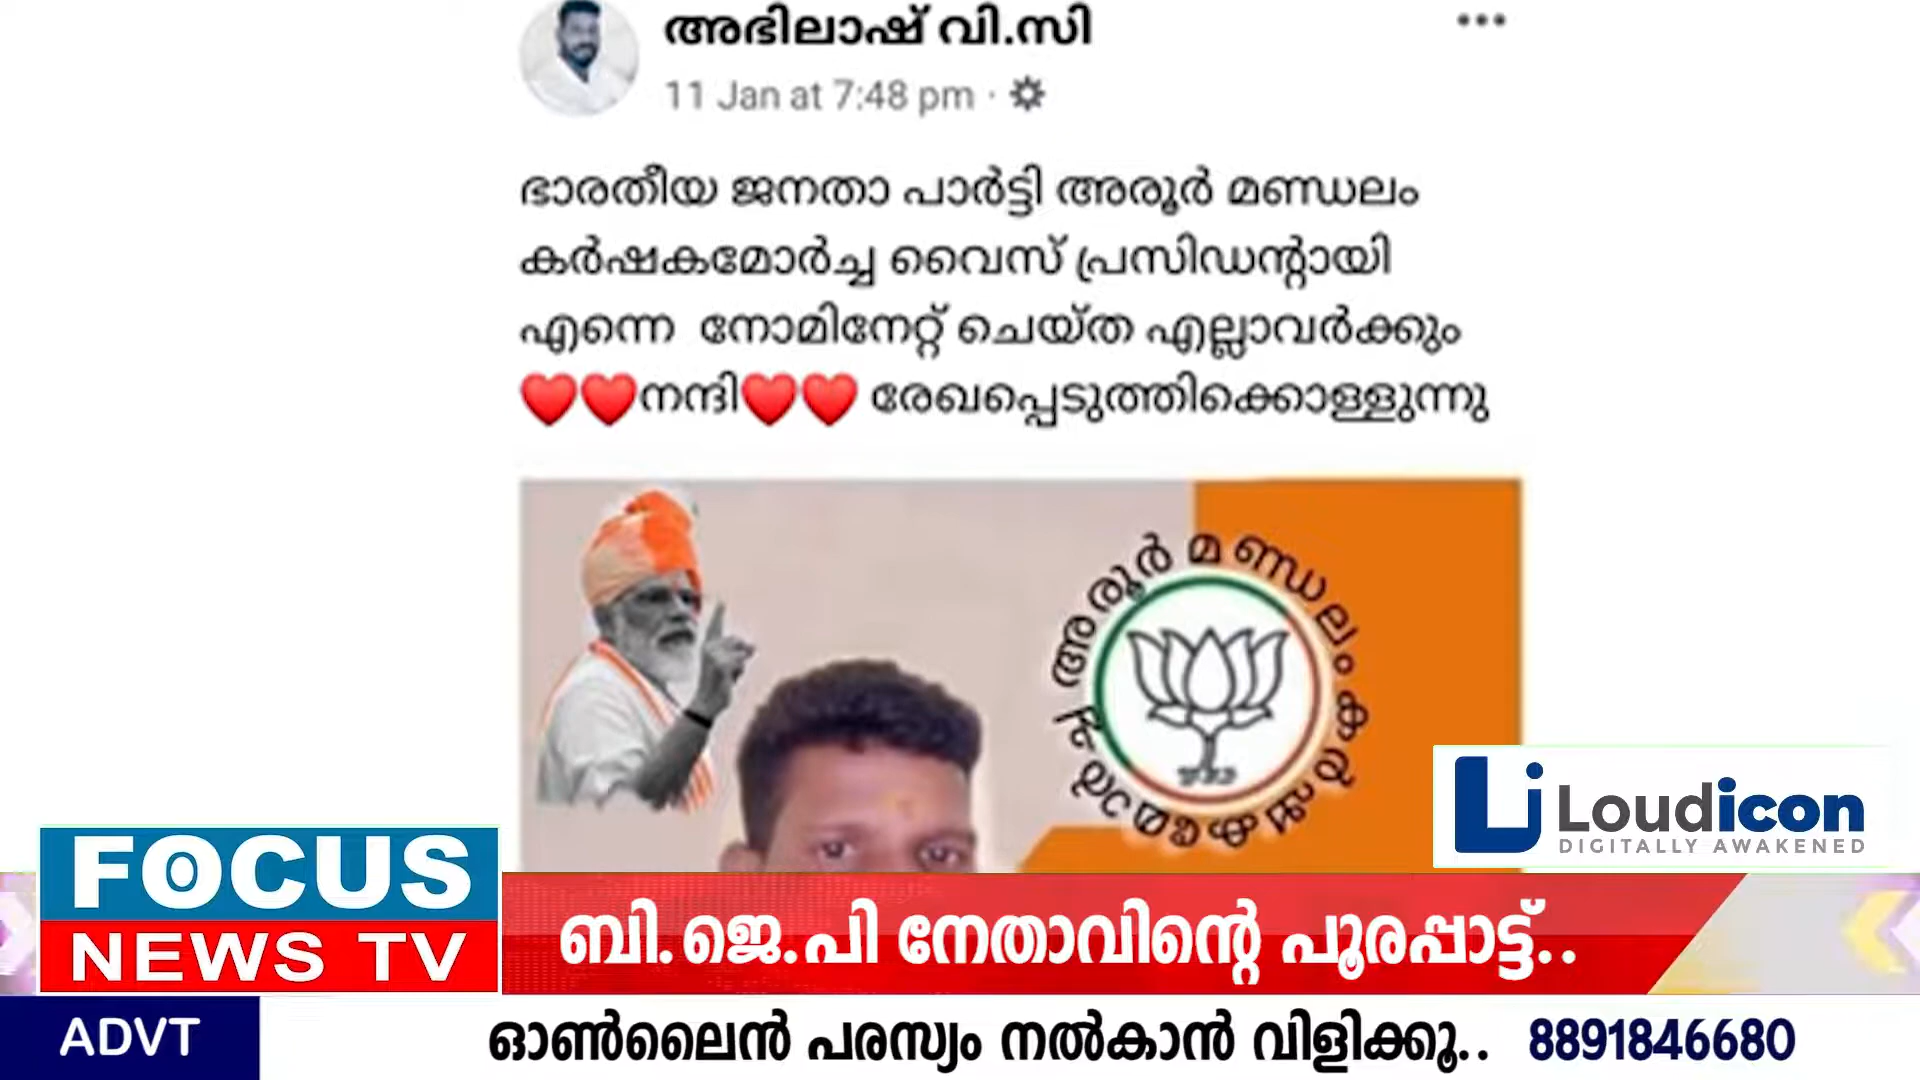 അഭിലാഷ് വി.സി
11 Jan at 7:48 pm ·
ഭാരതീയ ജനതാ പാർട്ടി അരൂർ മണ്ഡലം
കർഷകമോർച്ച വൈസ് പ്രസിഡന്റായി
എന്നെ നോമിനേറ്റ് ചെയ്ത എല്ലാവർക്കും
❤️❤️നന്ദി❤️❤️ രേഖപ്പെടുത്തിക്കൊള്ളുന്നു
അരൂർ മണ്ഡലം
Loudicon
DIGITALLY AWAKENED
FOCUS
NEWS TV
ബി.ജെ.പി നേതാവിന്റെ പൂരപ്പാട്ട്..
ADVT
ഓൺലൈൻ പരസ്യം നൽകാൻ വിളിക്കൂ.. 8891846680